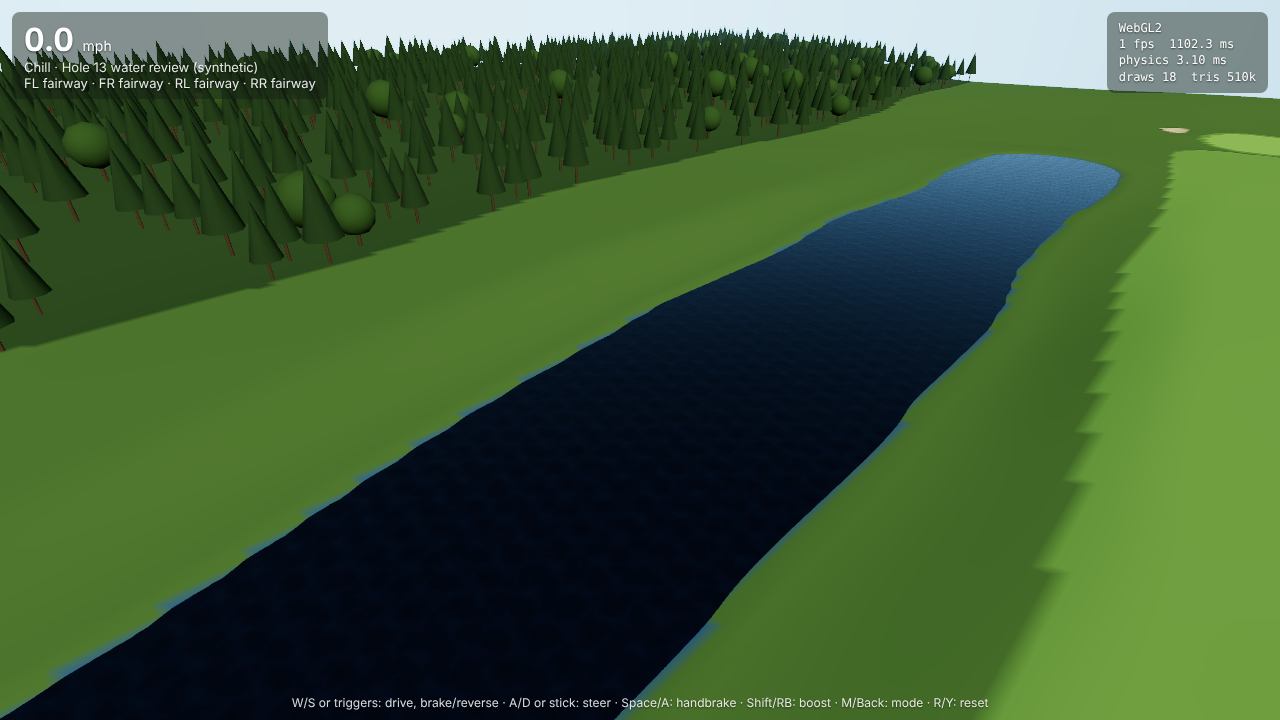 0.0 mph
Chill · Hole 13 water review (synthetic)
FL fairway · FR fairway · RL fairway · RR fairway
WebGL2
1 fps 1102.3 ms
physics 3.10 ms
draws 18 tris 510k
W/S or triggers: drive, brake/reverse · A/D or stick: steer · Space/A: handbrake · Shift/RB: boost · M/Back: mode · R/Y: reset